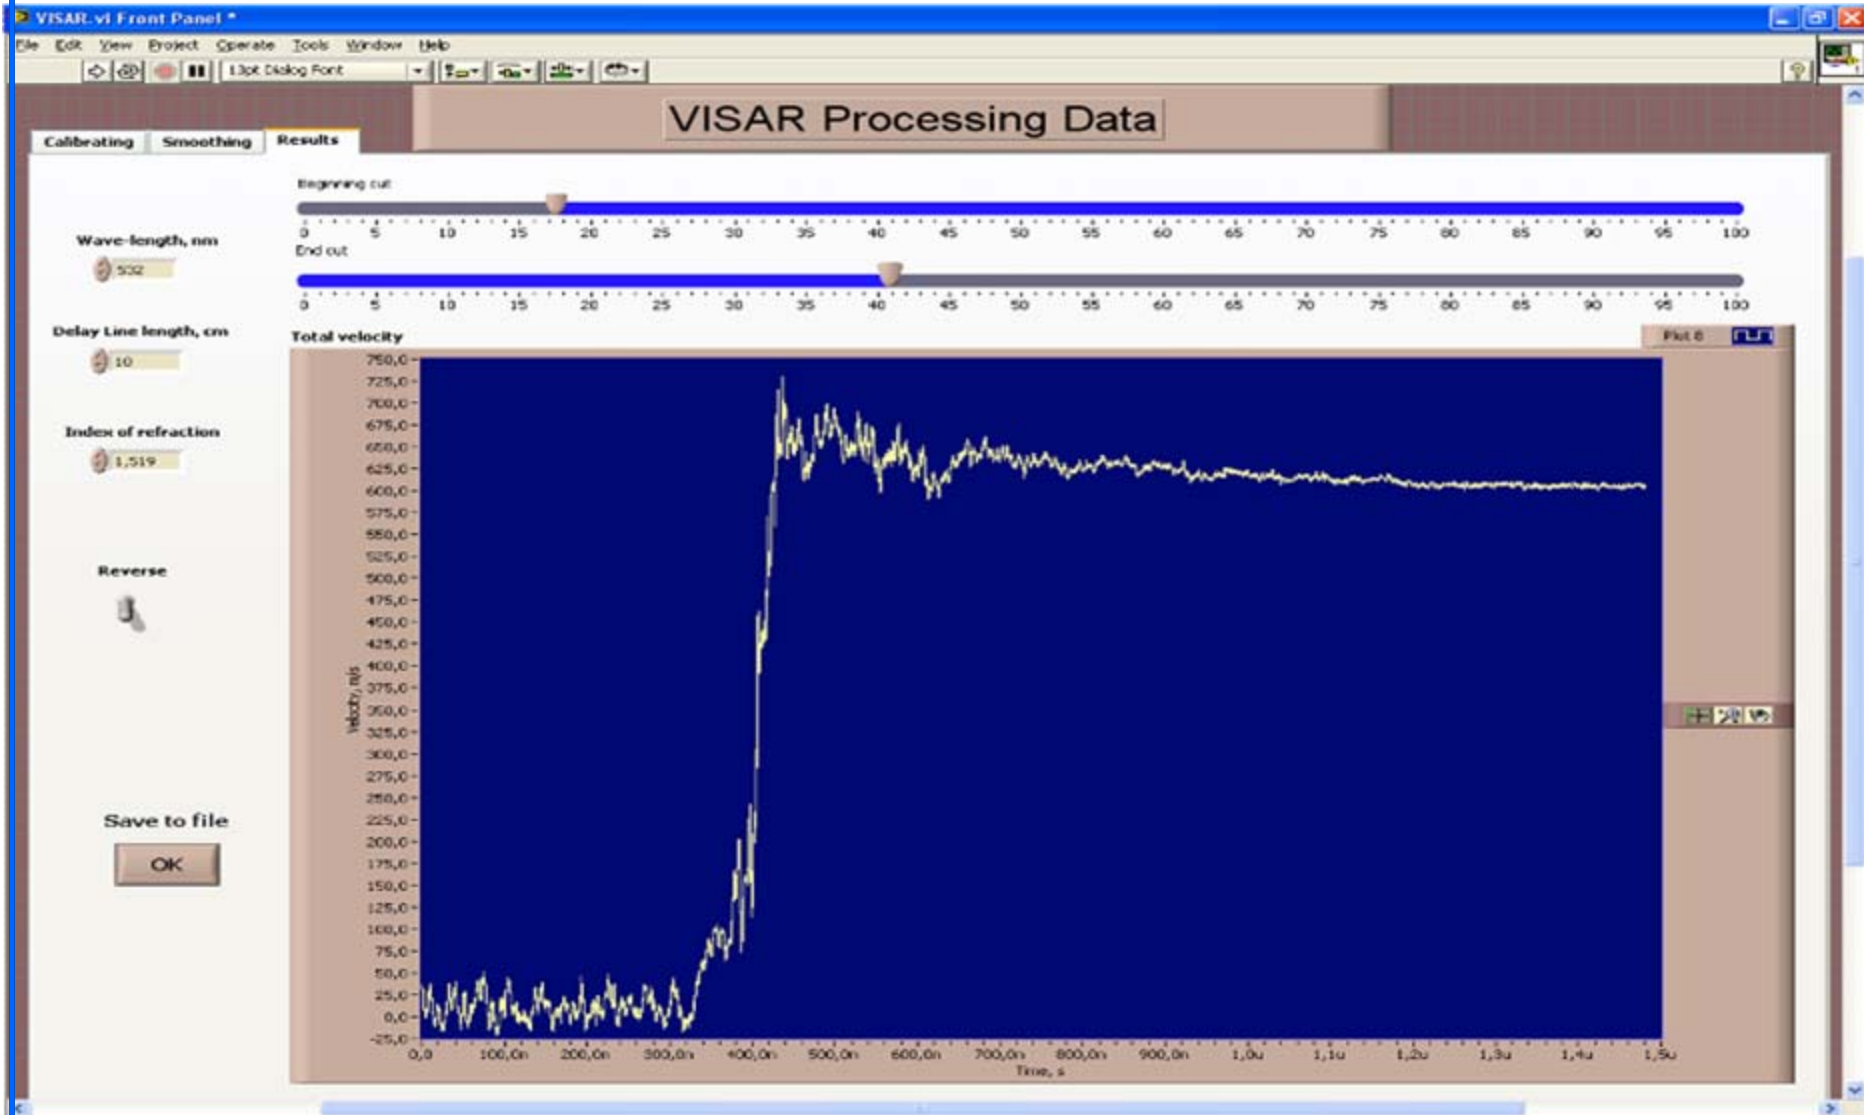 VISAR.vi Front Panel *
File Edit View Project Operate Tools Window Help
13pt Dialog Font
VISAR Processing Data
Calibrating Smoothing Results
Beginning cut
0 5 10 15 20 25 30 35 40 45 50 55 60 65 70 75 80 85 90 95 100
End cut
0 5 10 15 20 25 30 35 40 45 50 55 60 65 70 75 80 85 90 95 100
Wave-length, nm
532
Delay Line length, cm
10
Index of refraction
1,519
Reverse
Save to file
OK
Total velocity
Plot 0
750,0
725,0
700,0
675,0
650,0
625,0
600,0
575,0
550,0
525,0
500,0
475,0
450,0
425,0
400,0
375,0
350,0
325,0
300,0
275,0
250,0
225,0
200,0
175,0
150,0
125,0
100,0
75,0
50,0
25,0
0,0
-25,0
Velocity, m/s
0,0 100,0n 200,0n 300,0n 400,0n 500,0n 600,0n 700,0n 800,0n 900,0n 1,0u 1,1u 1,2u 1,3u 1,4u 1,5u
Time, s